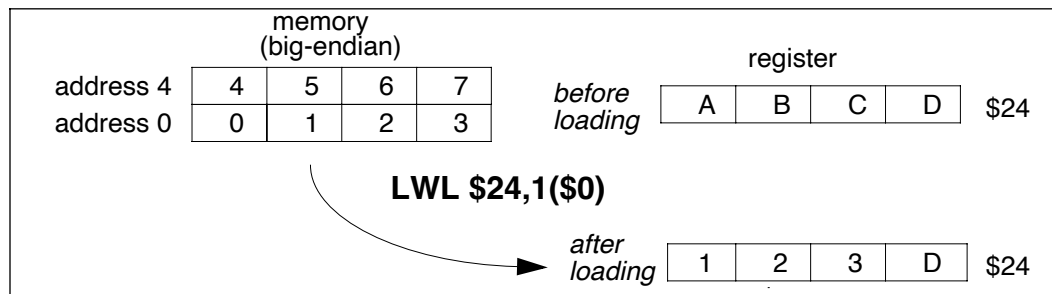 memory
(big-endian)
register
address 4 4 5 6 7
before
loading A B C D $24
address 0 0 1 2 3
LWL $24,1($0)
after
loading 1 2 3 D $24